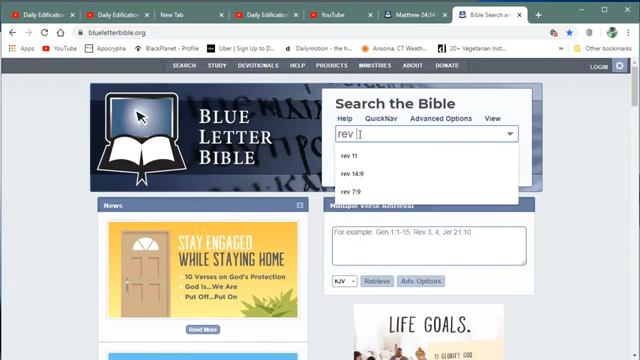 Daily Edification
Daily Edification
New Tab
Daily Edification
YouTube
Matthew 24:14
Bible Search an
blueletterbible.org
YouTube
Apocrypha
BlackPlanet - Profile
Uber | Sign Up to D
Dailymotion - Enter
Ansonia, CT Weath
20+ Vegetarian Inst
Other bookmarks
SEARCH STUDY DEVOTIONALS HELP PRODUCTS MINISTRIES ABOUT DONATE
LOGIN
BLUE
LETTER
BIBLE
Search the Bible
Help QuickNav Advanced Options View
rev
rev 11
rev 14:9
rev 7:9
News
STAY ENGAGED
WHILE STAYING HOME
• 10 Verses on God's Protection
• God Is...We Are
• Put Off...Put On
Read More
Multiple Verse Retrieval
For example: Gen 1:1-15; Rev 3, 4; Jer 21:10
KJV
Retrieve
Adv. Options
LIFE GOALS.